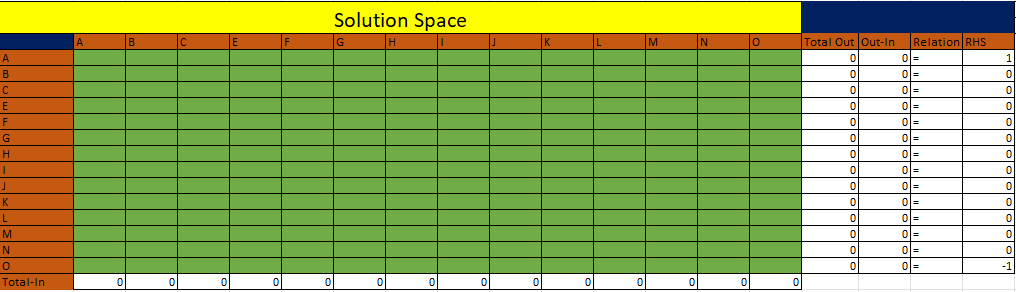 Solution Space
A B C E F G H I J K L M N O Total Out Out-In Relation RHS
A 0 0 = 1
B 0 0 = 0
C 0 0 = 0
E 0 0 = 0
F 0 0 = 0
G 0 0 = 0
H 0 0 = 0
I 0 0 = 0
J 0 0 = 0
K 0 0 = 0
L 0 0 = 0
M 0 0 = 0
N 0 0 = 0
O 0 0 = -1
Total-In 0 0 0 0 0 0 0 0 0 0 0 0 0 0